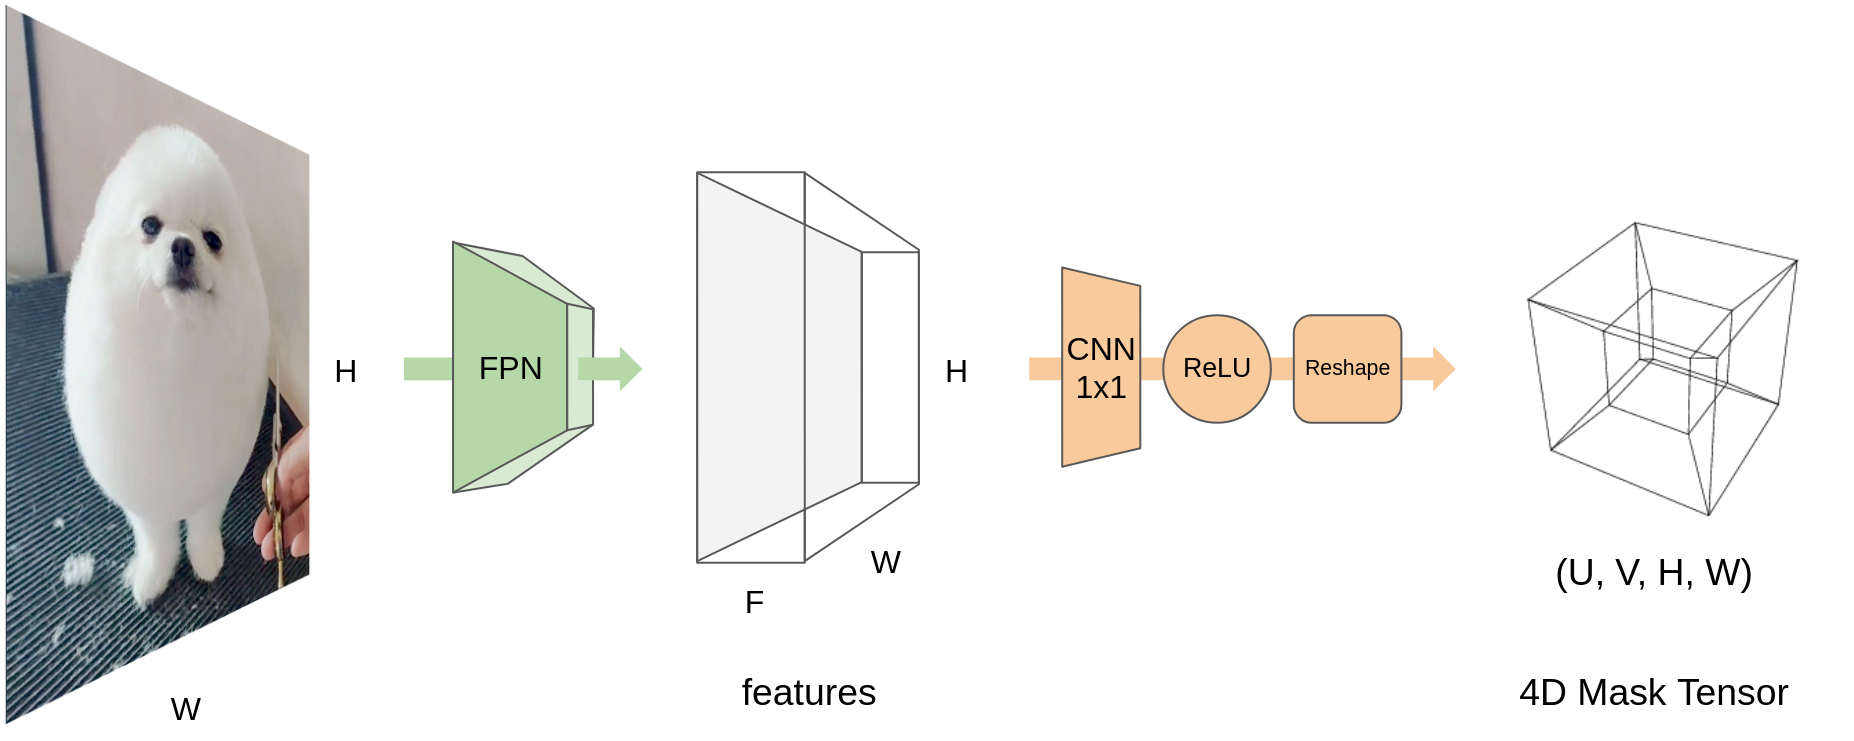 H
W
FPN
H
W
F
features
CNN
1x1
ReLU
Reshape
(U, V, H, W)
4D Mask Tensor